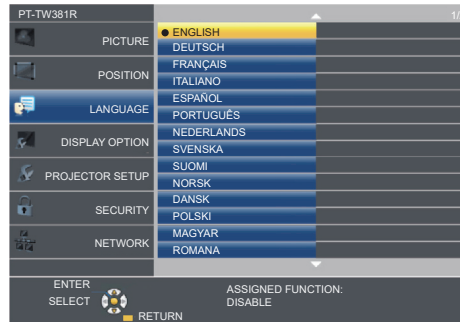 PT-TW381R
1/
PICTURE
POSITION
LANGUAGE
DISPLAY OPTION
PROJECTOR SETUP
SECURITY
NETWORK
ENGLISH
DEUTSCH
FRANÇAIS
ITALIANO
ESPAÑOL
PORTUGUÊS
NEDERLANDS
SVENSKA
SUOMI
NORSK
DANSK
POLSKI
MAGYAR
ROMANA
ENTER
SELECT
RETURN
ASSIGNED FUNCTION:
DISABLE